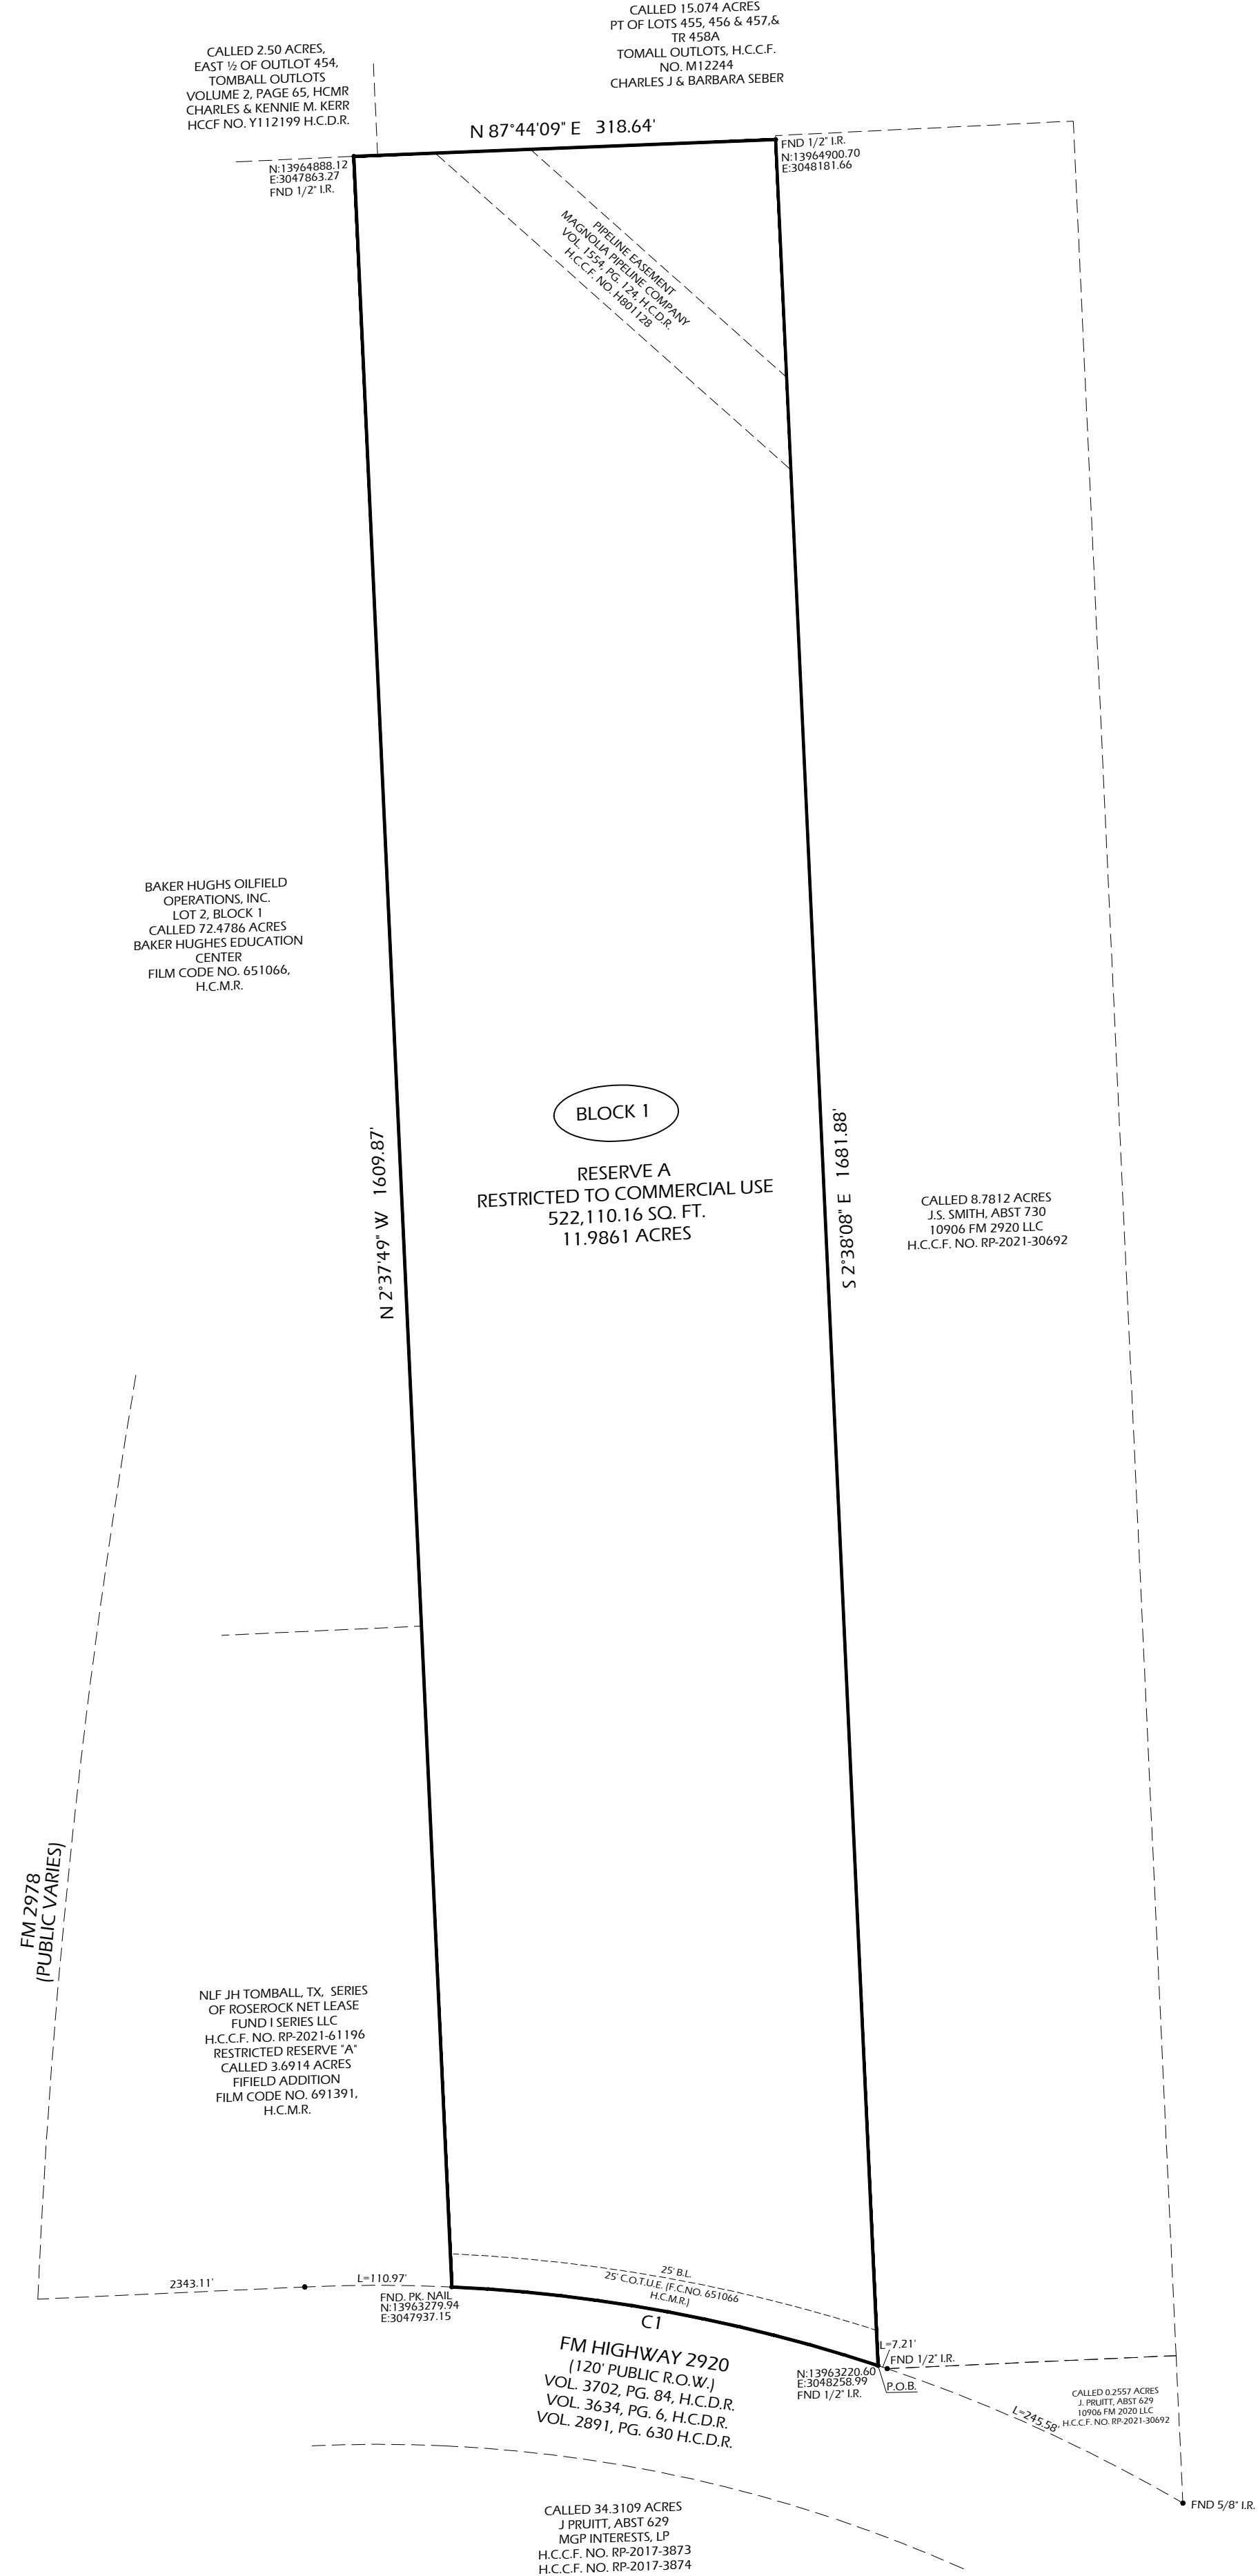 CALLED 15.074 ACRES
PT OF LOTS 455, 456 & 457,&
TR 458A
TOMALL OUTLOTS, H.C.C.F.
NO. M12244
CHARLES J & BARBARA SEBER
CALLED 2.50 ACRES,
EAST ½ OF OUTLOT 454,
TOMBALL OUTLOTS
VOLUME 2, PAGE 65, HCMR
CHARLES & KENNIE M. KERR
HCCF NO. Y112199 H.C.D.R.
N 87°44'09" E 318.64'
N:13964888.12
E:3047863.27
FND 1/2" I.R.
FND 1/2" I.R.
N:13964900.70
E:3048181.66
PIPELINE EASEMENT
MAGNOLIA PIPELINE COMPANY
VOL. 1554, PG. 124, H.C.D.R.
H.C.C.F. NO. H801128
BAKER HUGHS OILFIELD
OPERATIONS, INC.
LOT 2, BLOCK 1
CALLED 72.4786 ACRES
BAKER HUGHES EDUCATION
CENTER
FILM CODE NO. 651066,
H.C.M.R.
N 2°37'49" W 1609.87'
BLOCK 1
RESERVE A
RESTRICTED TO COMMERCIAL USE
522,110.16 SQ. FT.
11.9861 ACRES
S 2°38'08" E 1681.88'
CALLED 8.7812 ACRES
J.S. SMITH, ABST 730
10906 FM 2920 LLC
H.C.C.F. NO. RP-2021-30692
FM 2978
(PUBLIC VARIES)
NLF JH TOMBALL, TX, SERIES
OF ROSEROCK NET LEASE
FUND I SERIES LLC
H.C.C.F. NO. RP-2021-61196
RESTRICTED RESERVE "A"
CALLED 3.6914 ACRES
FIFIELD ADDITION
FILM CODE NO. 691391,
H.C.M.R.
2343.11'
L=110.97'
FND. PK. NAIL
N:13963279.94
E:3047937.15
25' B.L.
25' C.O.T.U.E. (F.C.NO. 651066
H.C.M.R.)
C1
FM HIGHWAY 2920
(120' PUBLIC R.O.W.)
VOL. 3702, PG. 84, H.C.D.R.
VOL. 3634, PG. 6, H.C.D.R.
VOL. 2891, PG. 630 H.C.D.R.
L=7.21'
FND 1/2" I.R.
N:13963220.60
E:3048258.99
FND 1/2" I.R.
P.O.B.
L=245.58'
CALLED 0.2557 ACRES
J. PRUITT, ABST 629
10906 FM 2020 LLC
H.C.C.F. NO. RP-2021-30692
FND 5/8" I.R.
CALLED 34.3109 ACRES
J PRUITT, ABST 629
MGP INTERESTS, LP
H.C.C.F. NO. RP-2017-3873
H.C.C.F. NO. RP-2017-3874